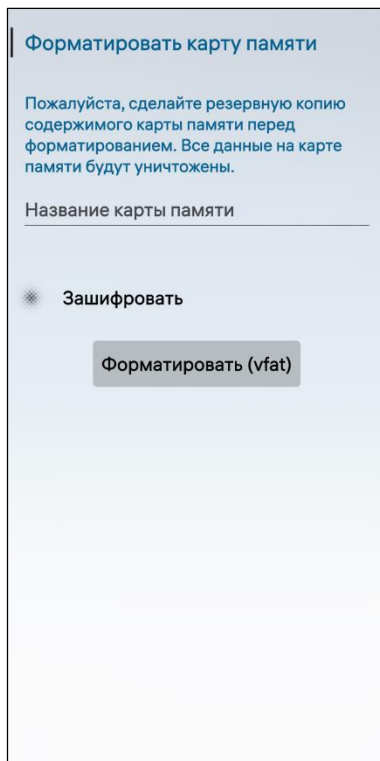 Форматировать карту памяти
Пожалуйста, сделайте резервную копию
содержимого карты памяти перед
форматированием. Все данные на карте
памяти будут уничтожены.
Название карты памяти
Зашифровать
Форматировать (vfat)